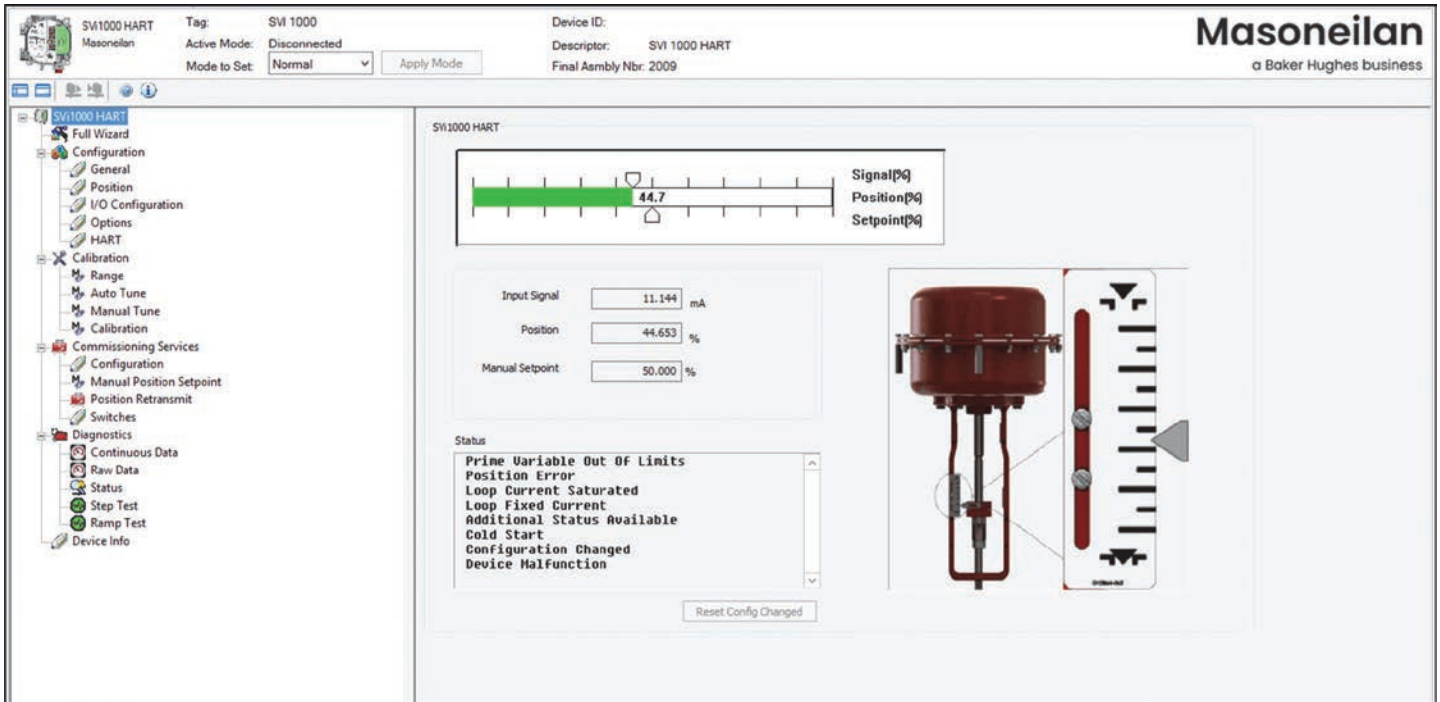 SVi1000 HART
Masoneilan
Tag: SVI 1000
Active Mode: Disconnected
Mode to Set: Normal Apply Mode
Device ID:
Descriptor: SVI 1000 HART
Final Asmbly Nbr: 2009
Masoneilan
a Baker Hughes business
SVi1000 HART
Full Wizard
Configuration
General
Position
I/O Configuration
Options
HART
Calibration
Range
Auto Tune
Manual Tune
Calibration
Commissioning Services
Configuration
Manual Position Setpoint
Position Retransmit
Switches
Diagnostics
Continuous Data
Raw Data
Status
Step Test
Ramp Test
Device Info
SVi1000 HART
Signal(%)
44.7 Position(%)
Setpoint(%)
Input Signal 11.144 mA
Position 44.653 %
Manual Setpoint 50.000 %
Status
Prime Variable Out Of Limits
Position Error
Loop Current Saturated
Loop Fixed Current
Additional Status Available
Cold Start
Configuration Changed
Device Malfunction
Reset Config Changed